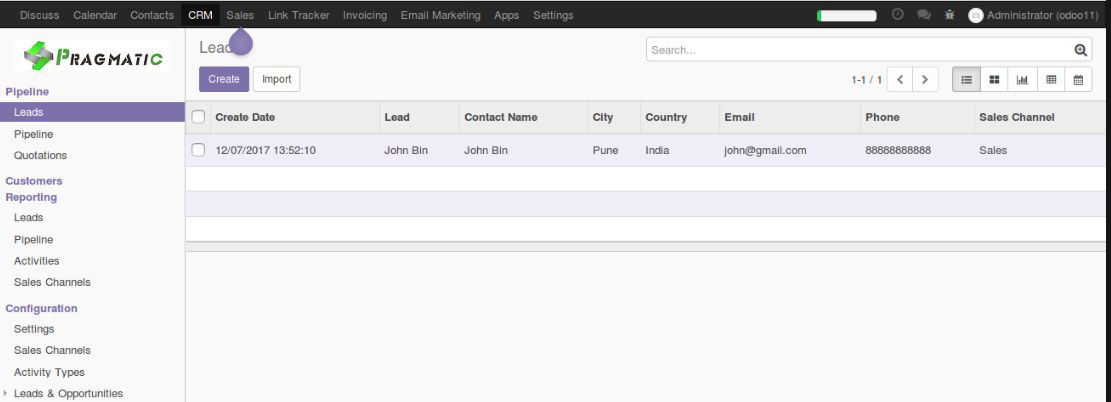 Discuss Calendar Contacts CRM Sales Link Tracker Invoicing Email Marketing Apps Settings Administrator (odoo11)
PRAGMATIC
Lead
Search...
Create Import
1-1 / 1
Pipeline
Leads
Pipeline
Quotations
Customers
Reporting
Leads
Pipeline
Activities
Sales Channels
Configuration
Settings
Sales Channels
Activity Types
Leads & Opportunities
Create Date Lead Contact Name City Country Email Phone Sales Channel
12/07/2017 13:52:10 John Bin John Bin Pune India john@gmail.com 88888888888 Sales